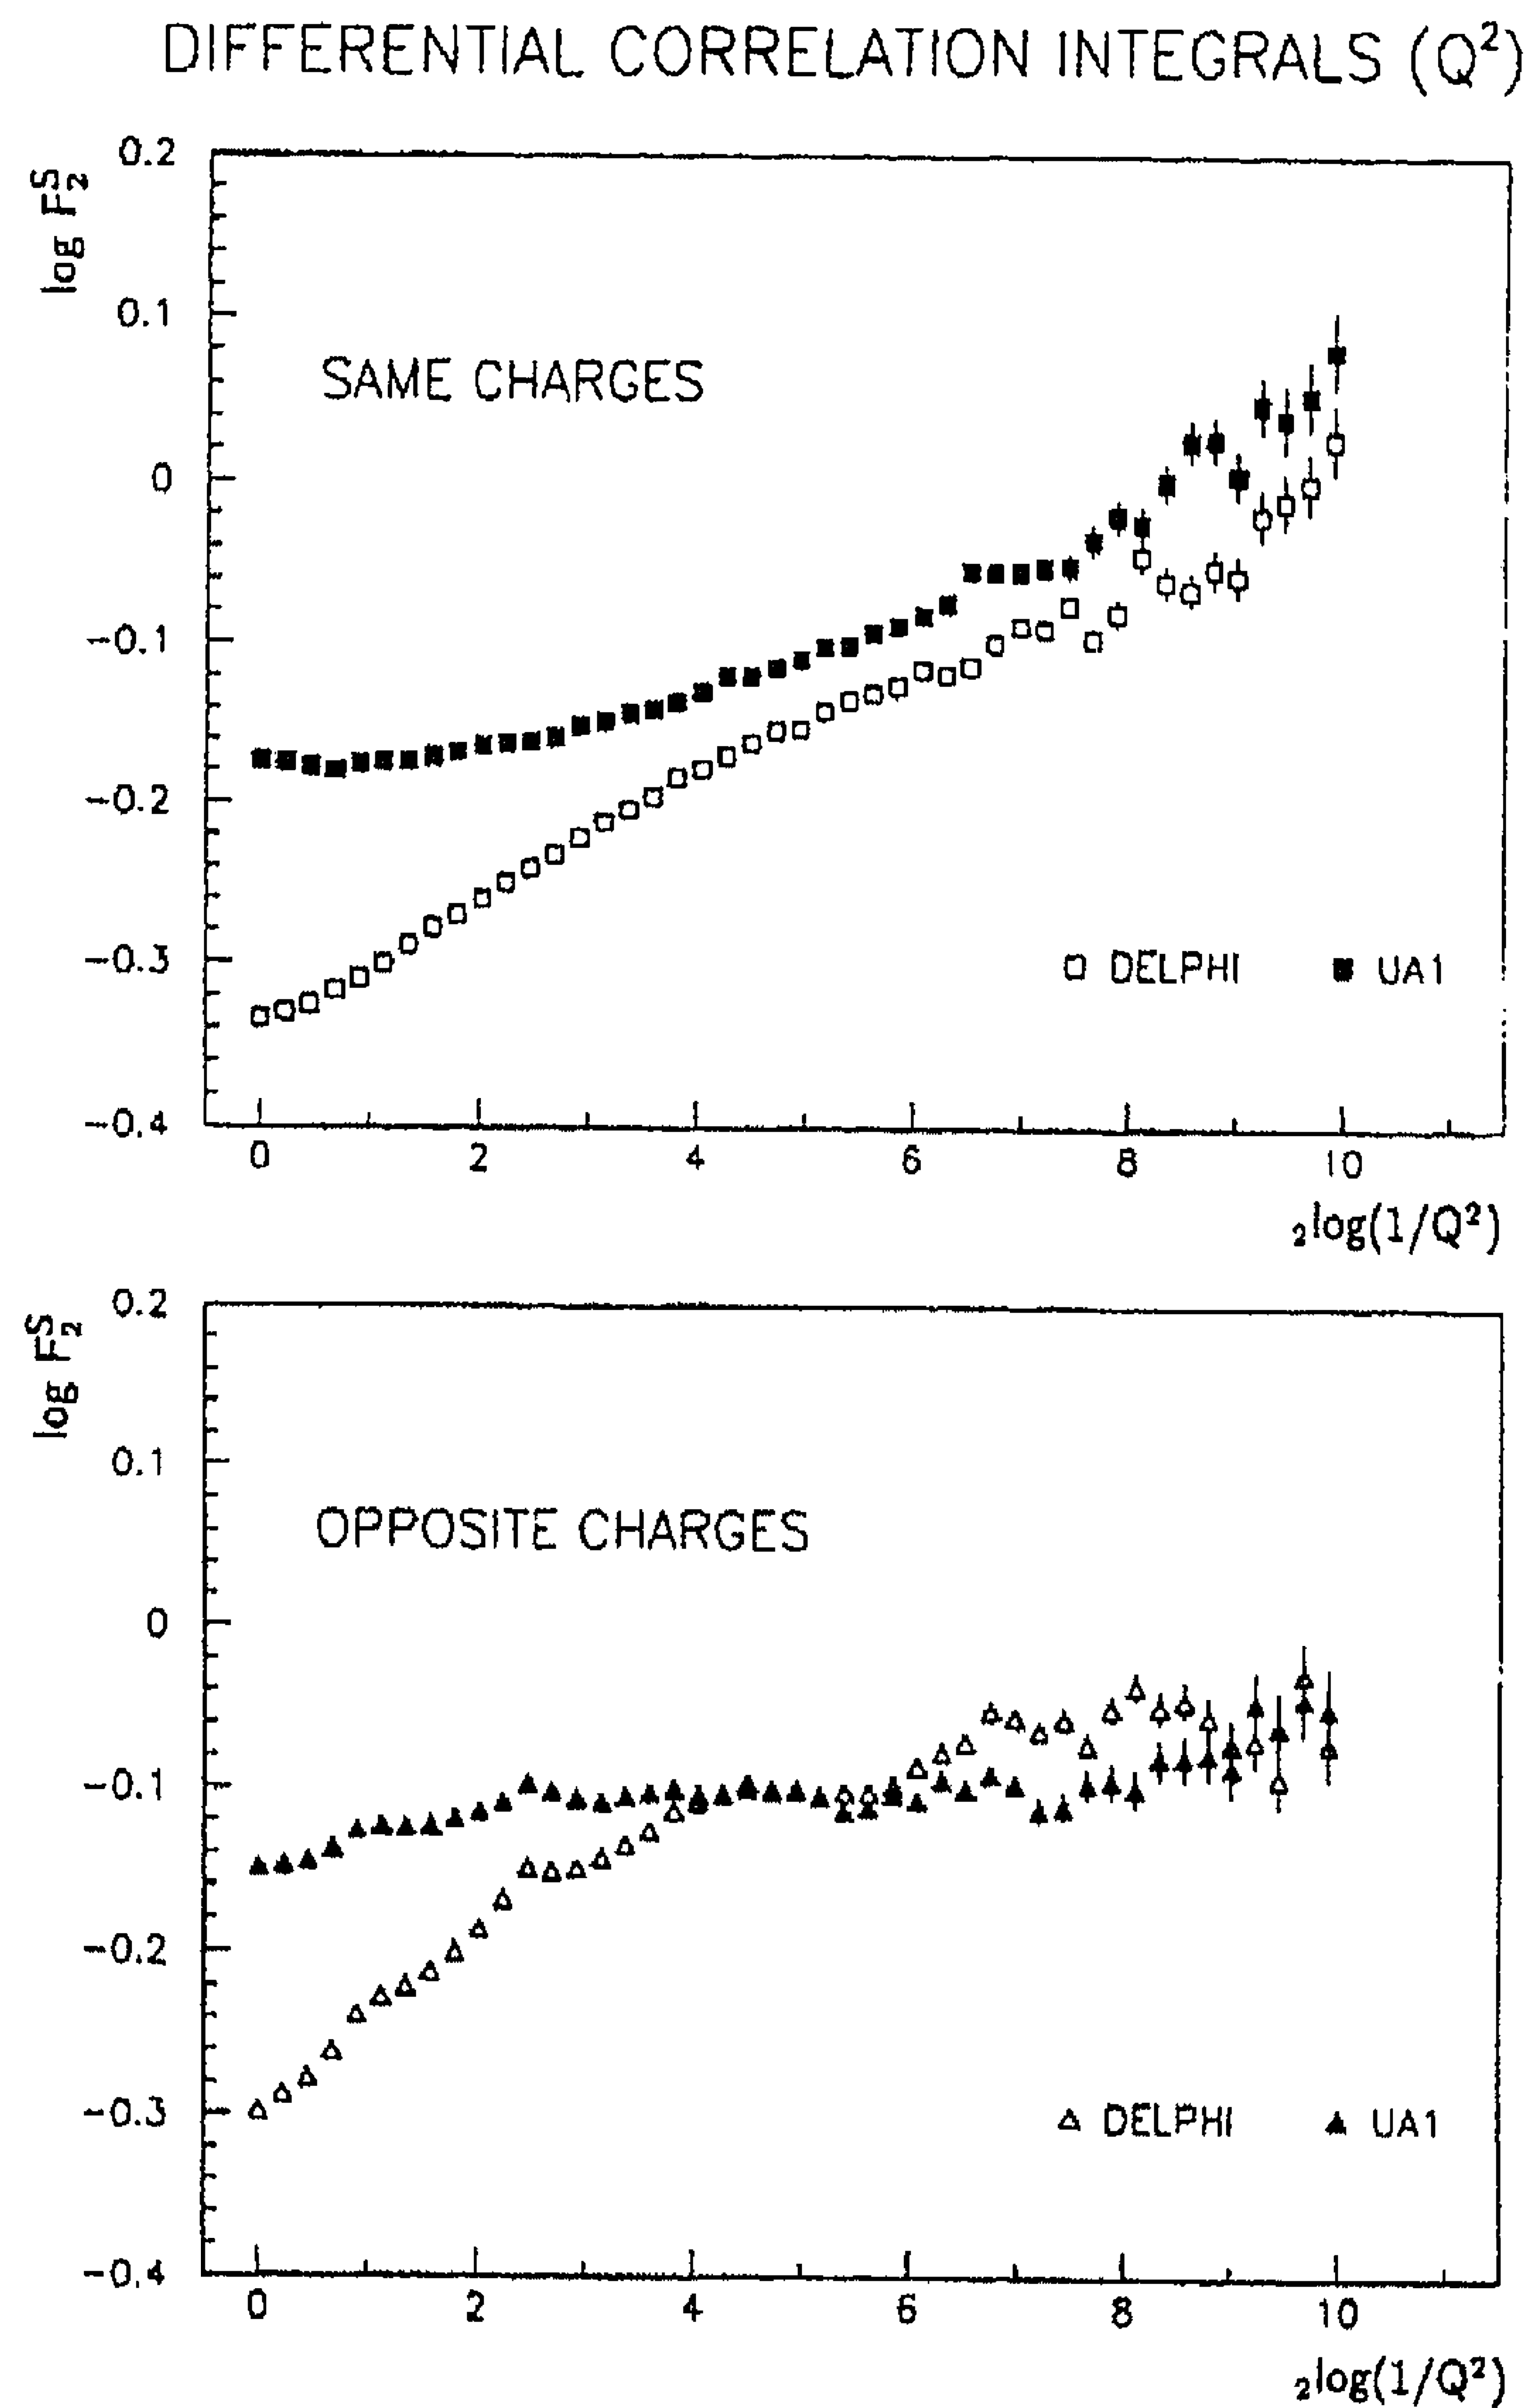 DIFFERENTIAL CORRELATION INTEGRALS (Q²)
log F₂ˢ
0.2
0.1
0
-0.1
-0.2
-0.3
-0.4
SAME CHARGES
DELPHI UA1
0 2 4 6 8 10
₂log(1/Q²)
log F₂ˢ
0.2
0.1
0
-0.1
-0.2
-0.3
-0.4
OPPOSITE CHARGES
DELPHI UA1
0 2 4 6 8 10
₂log(1/Q²)